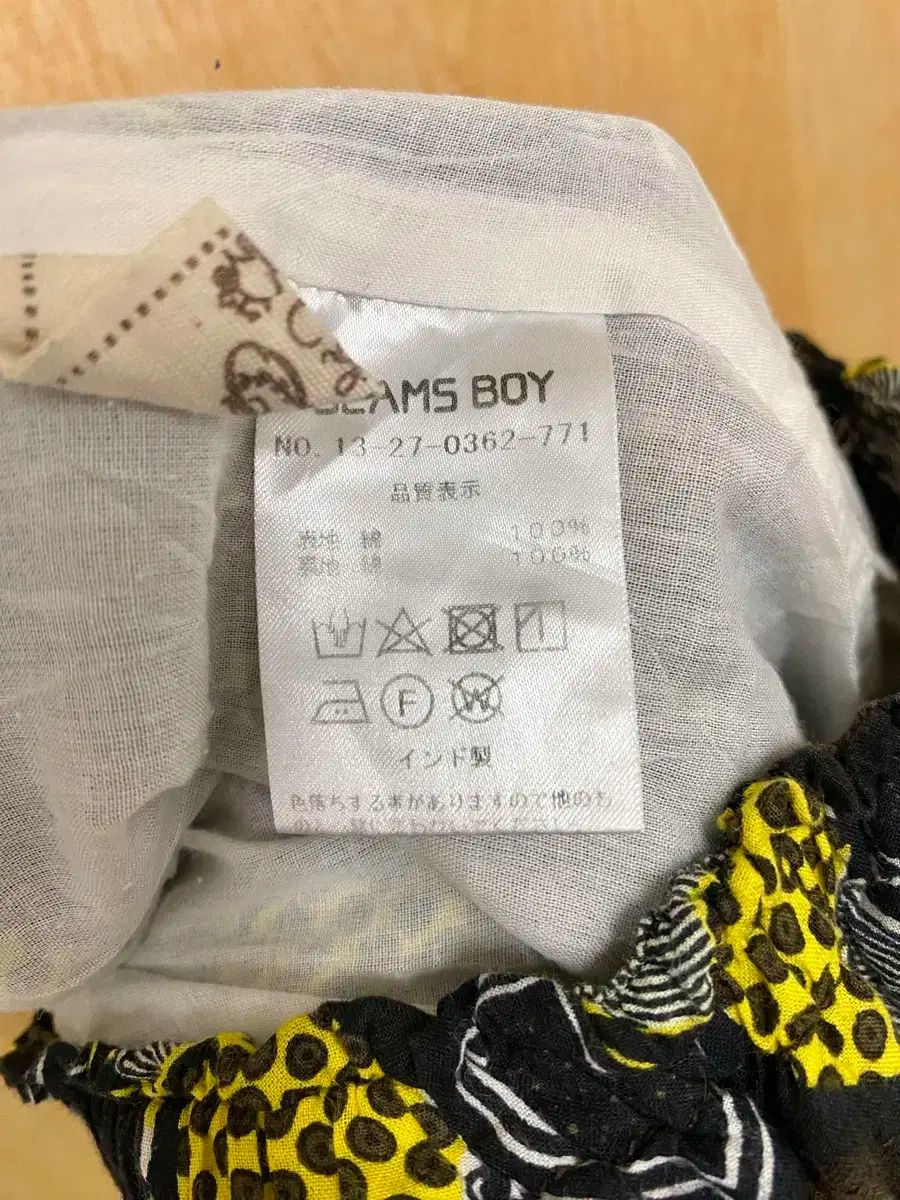 BEAMS BOY
NO. 13-27-0362-771
品質表示
表地 綿 100%
裏地 綿 100%
F W
インド製
色落ちする事がありますので他のも